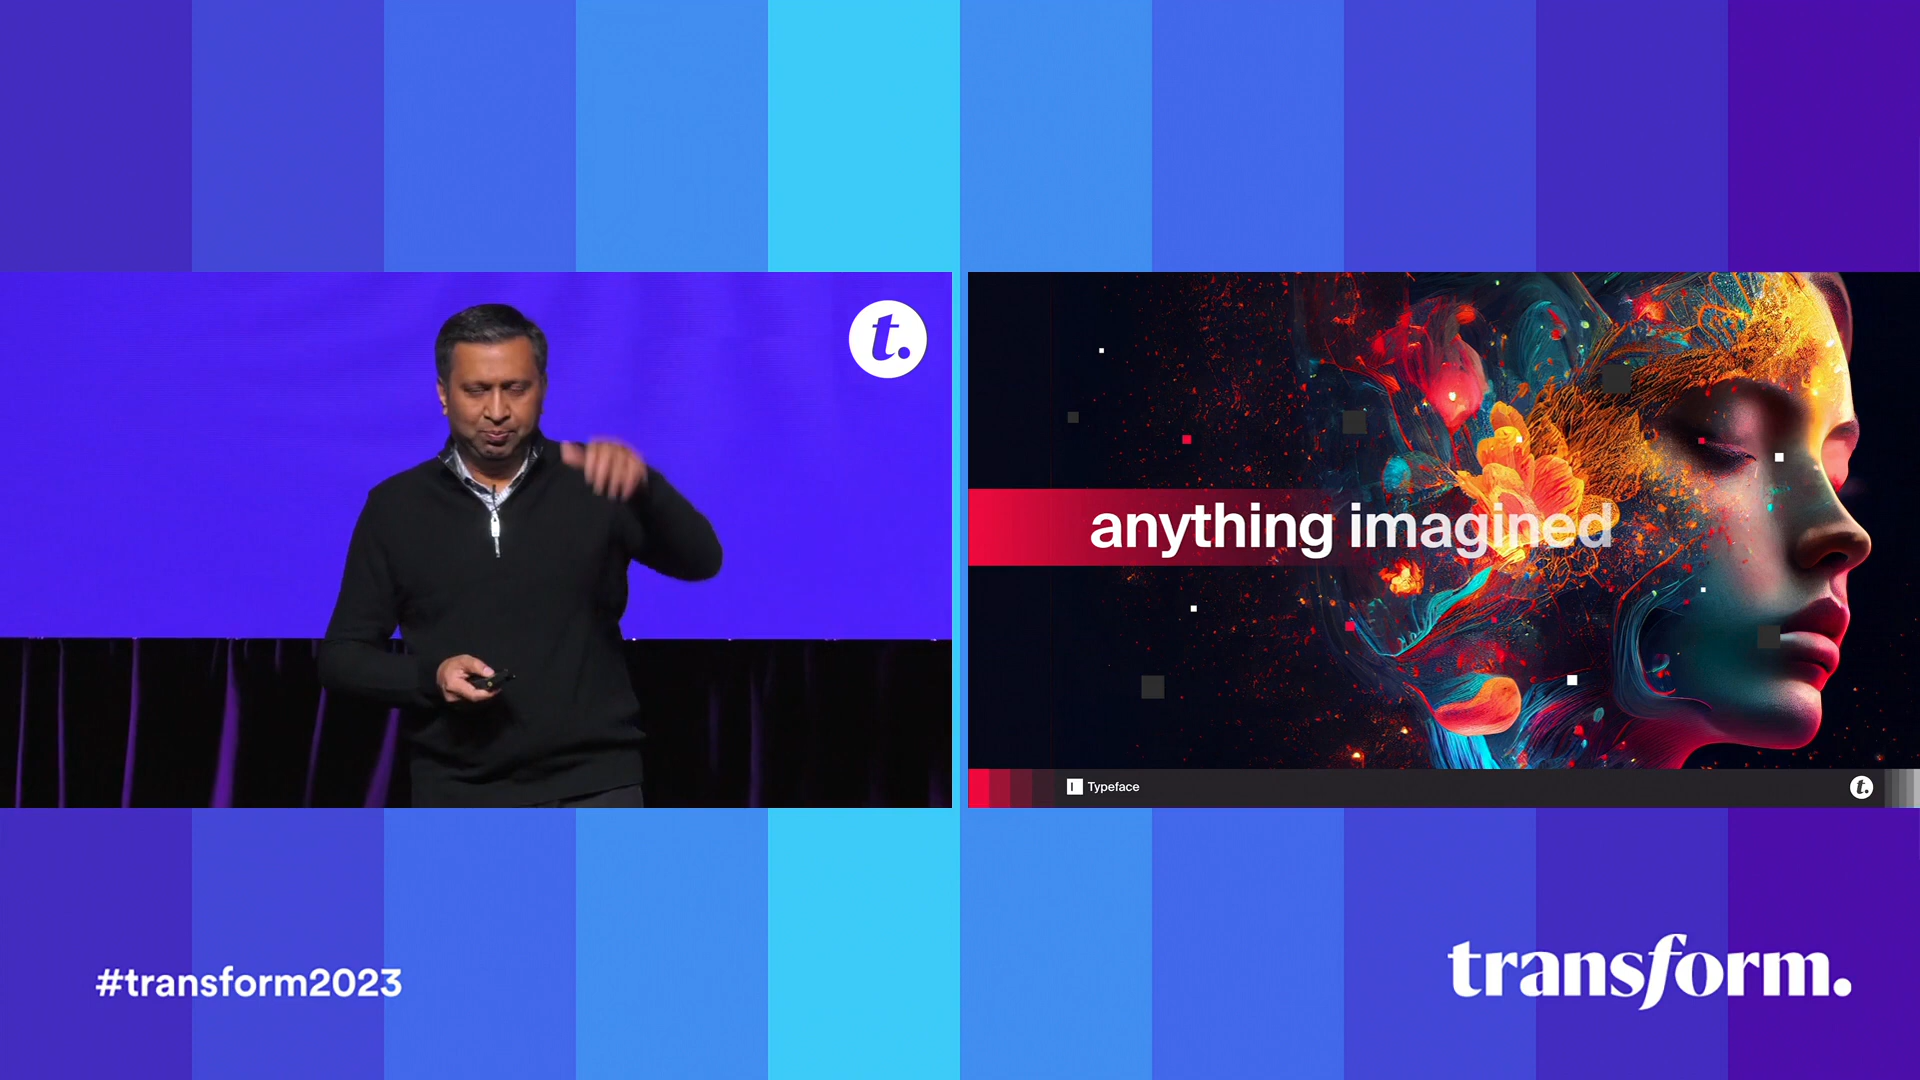 t.
anything imagined
Typeface
t.
#transform2023
transform.